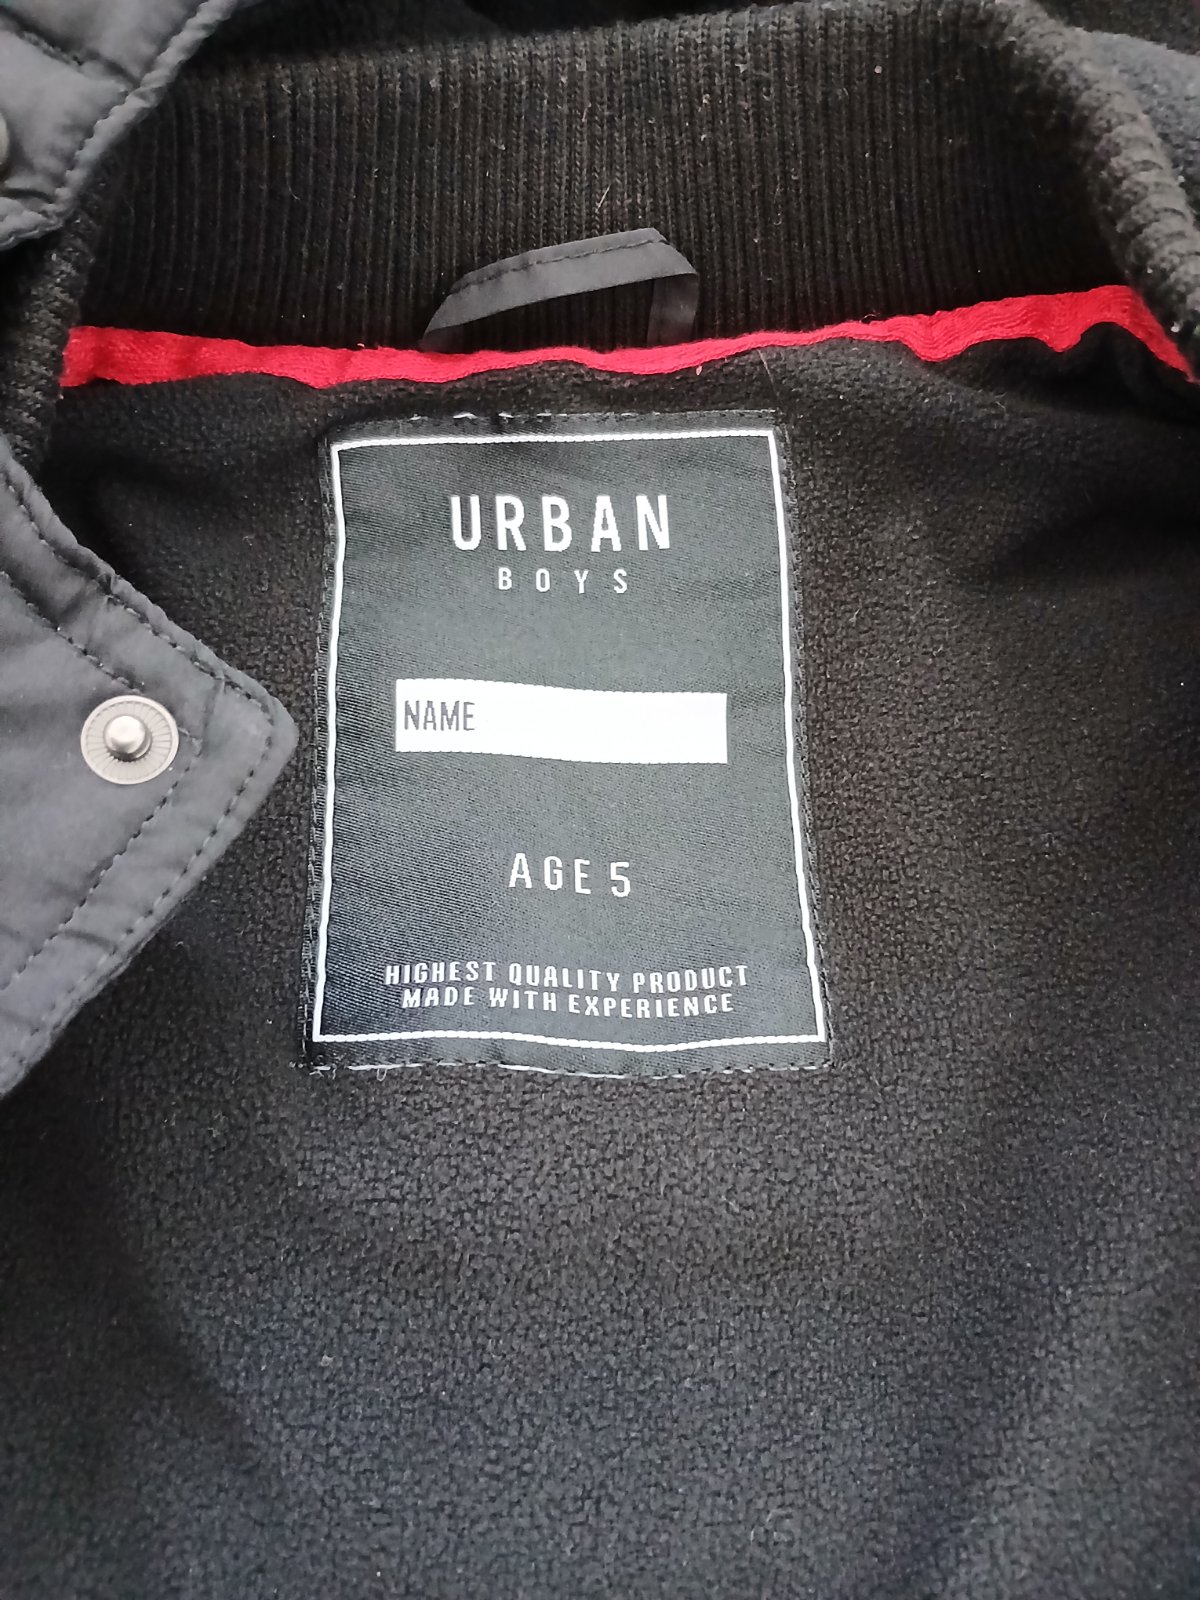 URBAN
BOYS
NAME
AGE 5
HIGHEST QUALITY PRODUCT
MADE WITH EXPERIENCE